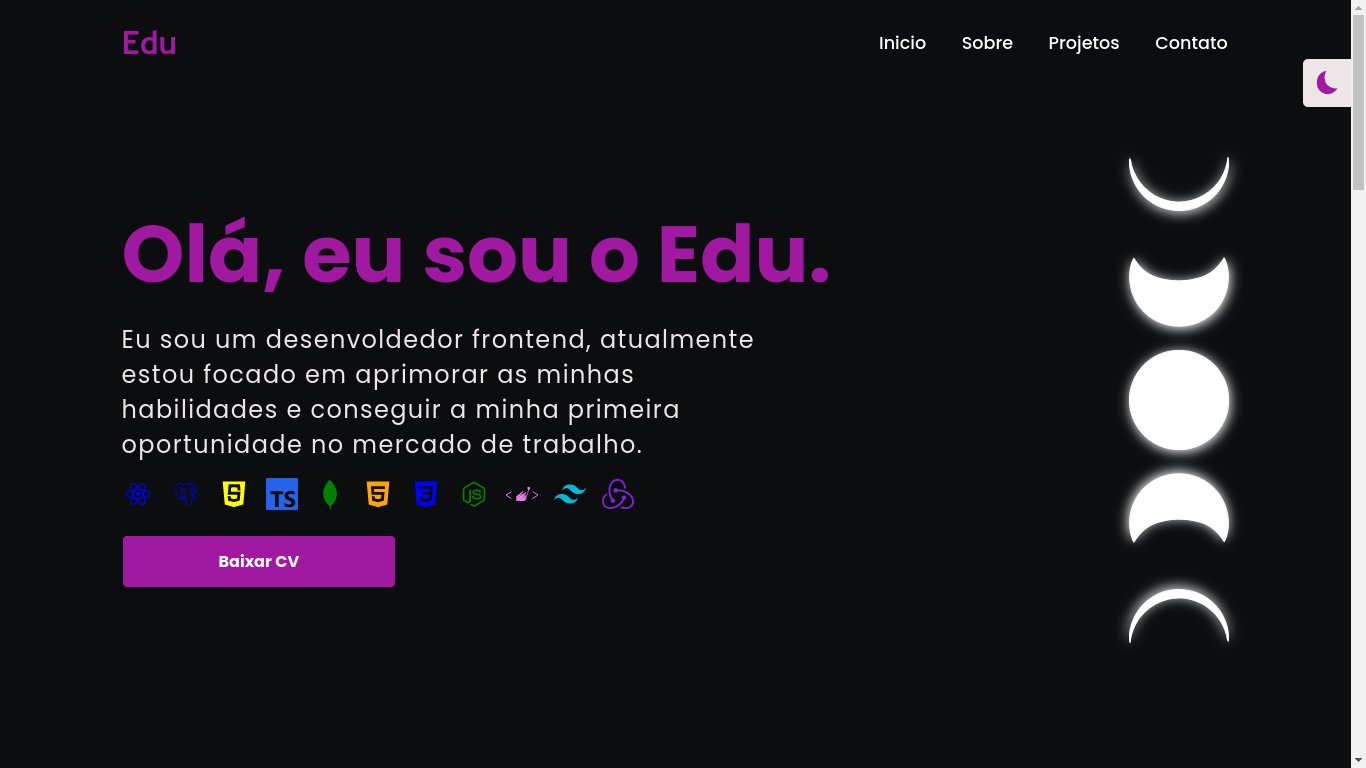 Edu
Inicio Sobre Projetos Contato
Olá, eu sou o Edu.
Eu sou um desenvoldedor frontend, atualmente
estou focado em aprimorar as minhas
habilidades e conseguir a minha primeira
oportunidade no mercado de trabalho.
TS JS
Baixar CV